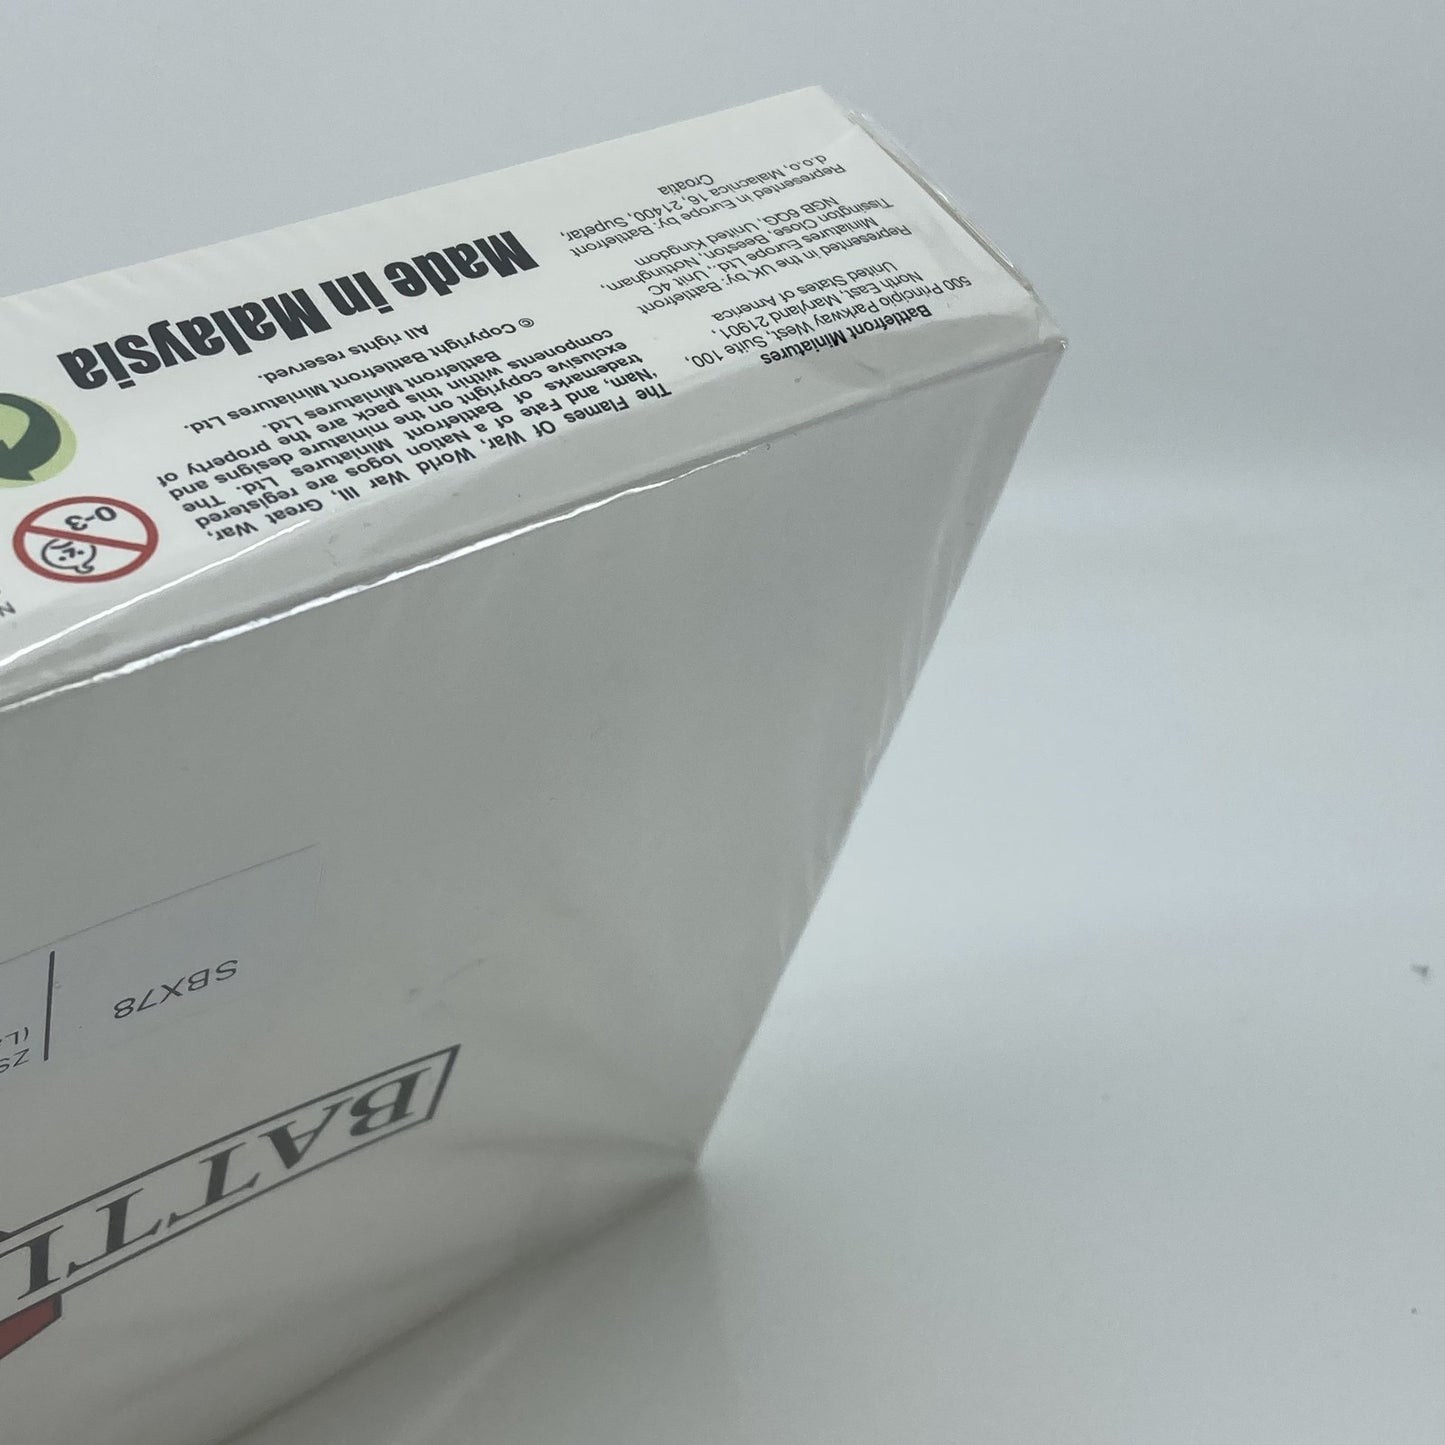 Battlefront Miniatures
500 Principio Parkway West, Suite 100,
North East, Maryland 21901,
United States of America
Represented in the UK by: Battlefront
Miniatures Europe Ltd., Unit 4C
Tissington Close, Beeston, Nottingham,
NGB 6QG, United Kingdom
Represented in Europe by: Battlefront
d.o.o, Malacnica 16, 21400, Supetar,
Croatia
The Flames Of War, World War III, Great War,
'Nam, and Fate of a Nation logos are registered
trademarks of Battlefront Miniatures Ltd. The
exclusive copyright on the miniature designs and
components within this pack are the property of
Battlefront Miniatures Ltd.
© Copyright Battlefront Miniatures Ltd.
All rights reserved.
Made in Malaysia
0-3
SBX78
BATTL